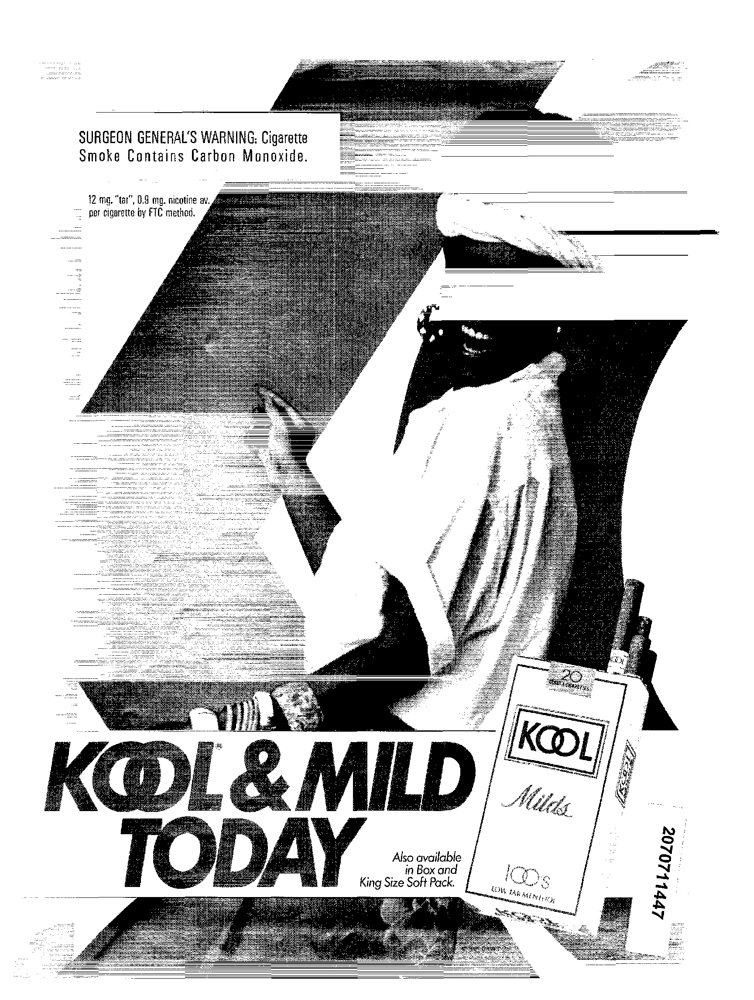 SURGEON GENERAL'S WARNING: Cigarette
Smoke Contains Carbon Monoxide.
12 mg. "tar", 0.9 mg. nicotine av.
per cigarette by FTC method.
20
KOOL
Milds
100s
LOW TAR MENTHOL
KOOL & MILD
TODAY
Also available
in Box and
King Size Soft Pack.
2070711447